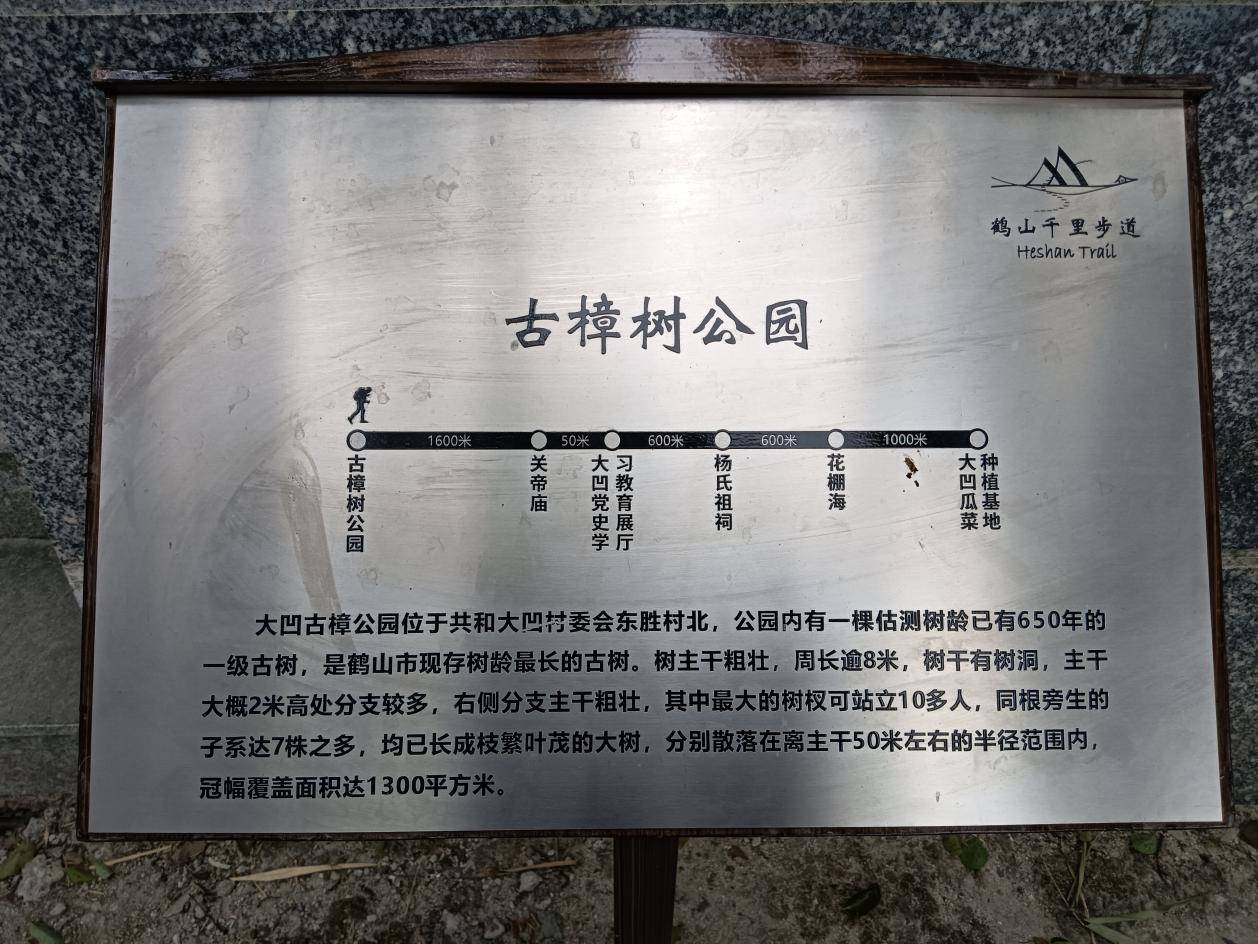 鹤山千里步道
Heshan Trail
古樟树公园
1600米
50米
600米
600米
1000米
古樟树公园
关帝庙
大凹党史学
习教育展厅
杨氏祖祠
花棚海
大凹瓜菜
种植基地
大凹古樟公园位于共和大凹村委会东胜村北，公园内有一棵估测树龄已有650年的
一级古树，是鹤山市现存树龄最长的古树。树主干粗壮，周长逾8米，树干有树洞，主干
大概2米高处分支较多，右侧分支主干粗壮，其中最大的树杈可站立10多人，同根旁生的
子系达7株之多，均已长成枝繁叶茂的大树，分别散落在离主干50米左右的半径范围内，
冠幅覆盖面积达1300平方米。